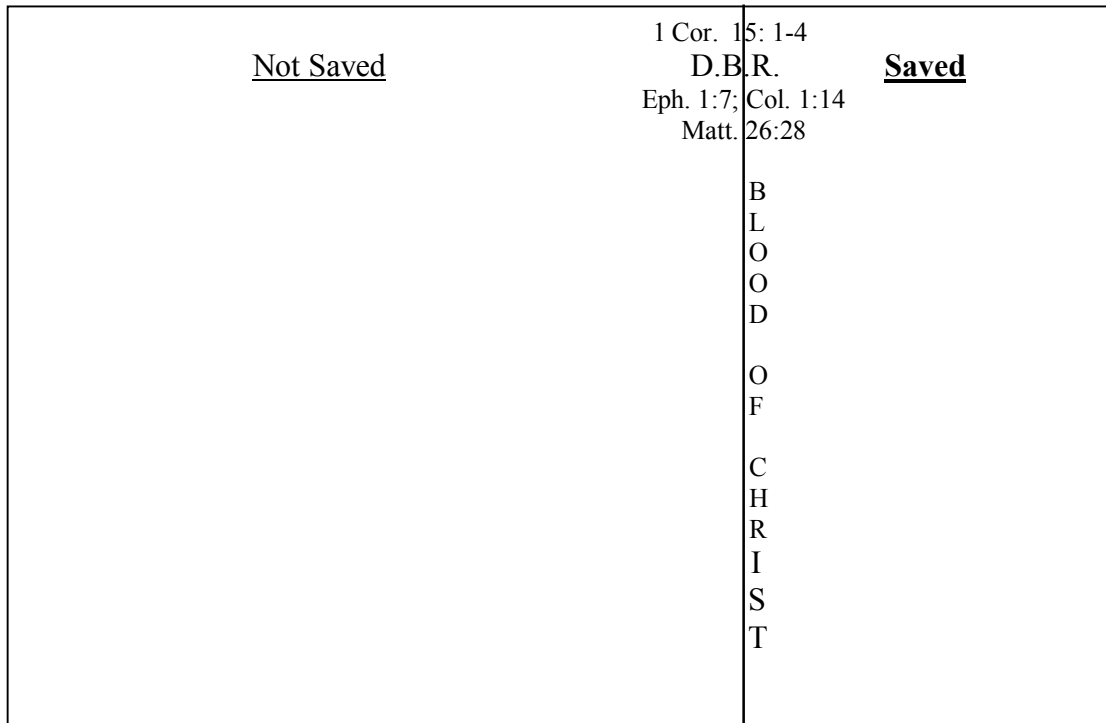 1 Cor. 15: 1-4
Not Saved D.B.R. Saved
Eph. 1:7; Col. 1:14
Matt. 26:28
B
L
O
O
D
O
F
C
H
R
I
S
T